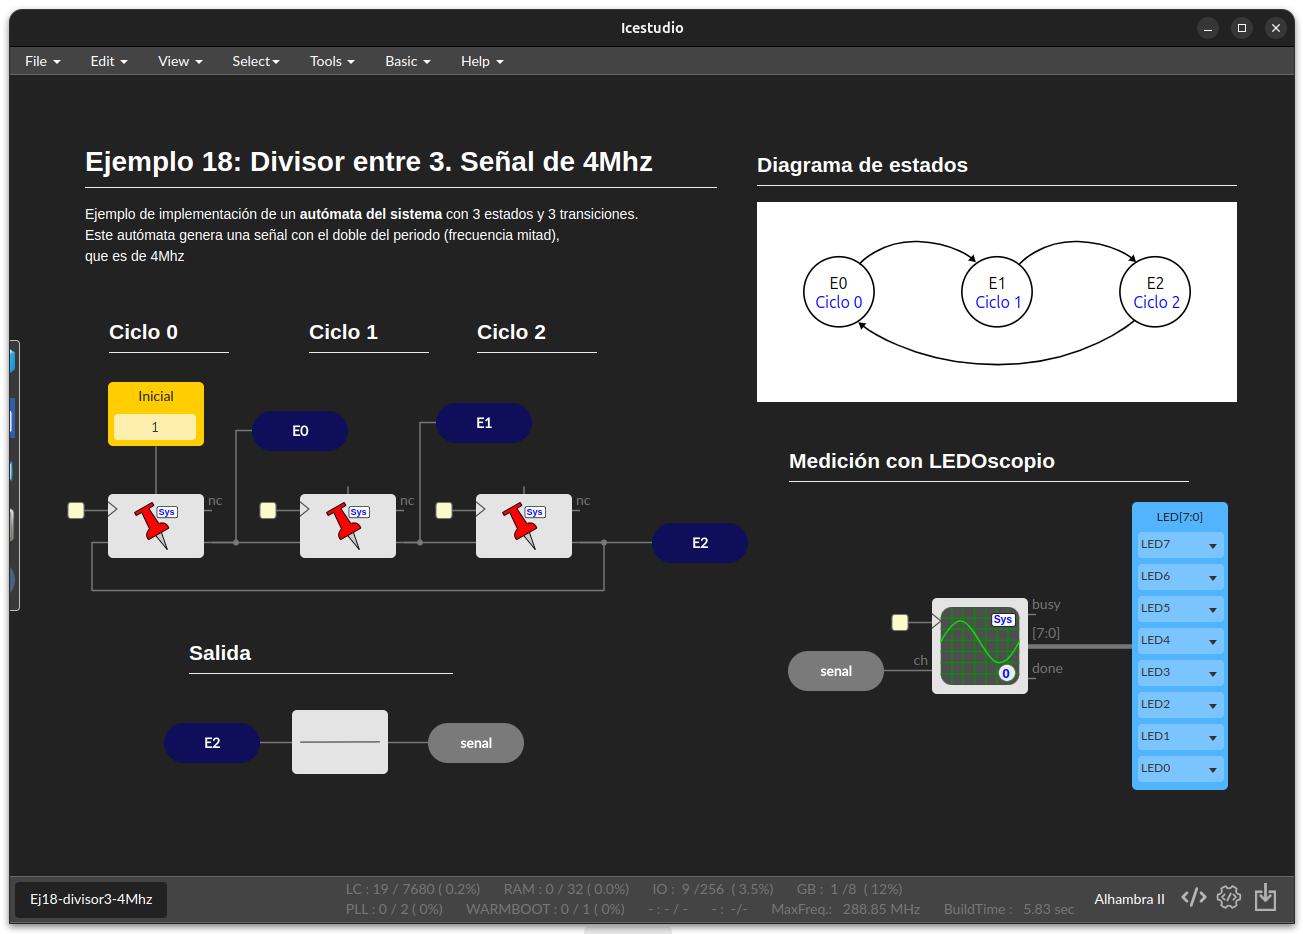 Icestudio
File Edit View Select Tools Basic Help
Ejemplo 18: Divisor entre 3. Señal de 4Mhz
Ejemplo de implementación de un autómata del sistema con 3 estados y 3 transiciones.
Este autómata genera una señal con el doble del periodo (frecuencia mitad),
que es de 4Mhz
Diagrama de estados
E0
Ciclo 0
E1
Ciclo 1
E2
Ciclo 2
Ciclo 0
Ciclo 1
Ciclo 2
Inicial
1
E0
E1
Sys
nc
Sys
nc
Sys
nc
E2
Salida
E2
senal
Medición con LEDOscopio
senal
ch
Sys
0
busy
[7:0]
done
LED[7:0]
LED7
LED6
LED5
LED4
LED3
LED2
LED1
LED0
Ej18-divisor3-4Mhz
LC : 19 / 7680 ( 0.2%) RAM : 0 / 32 ( 0.0%) IO : 9 /256 ( 3.5%) GB : 1 /8 ( 12%)
PLL : 0 / 2 ( 0%) WARMBOOT : 0 / 1 ( 0%) - : - / - - : -/- MaxFreq.: 288.85 MHz BuildTime : 5.83 sec
Alhambra II